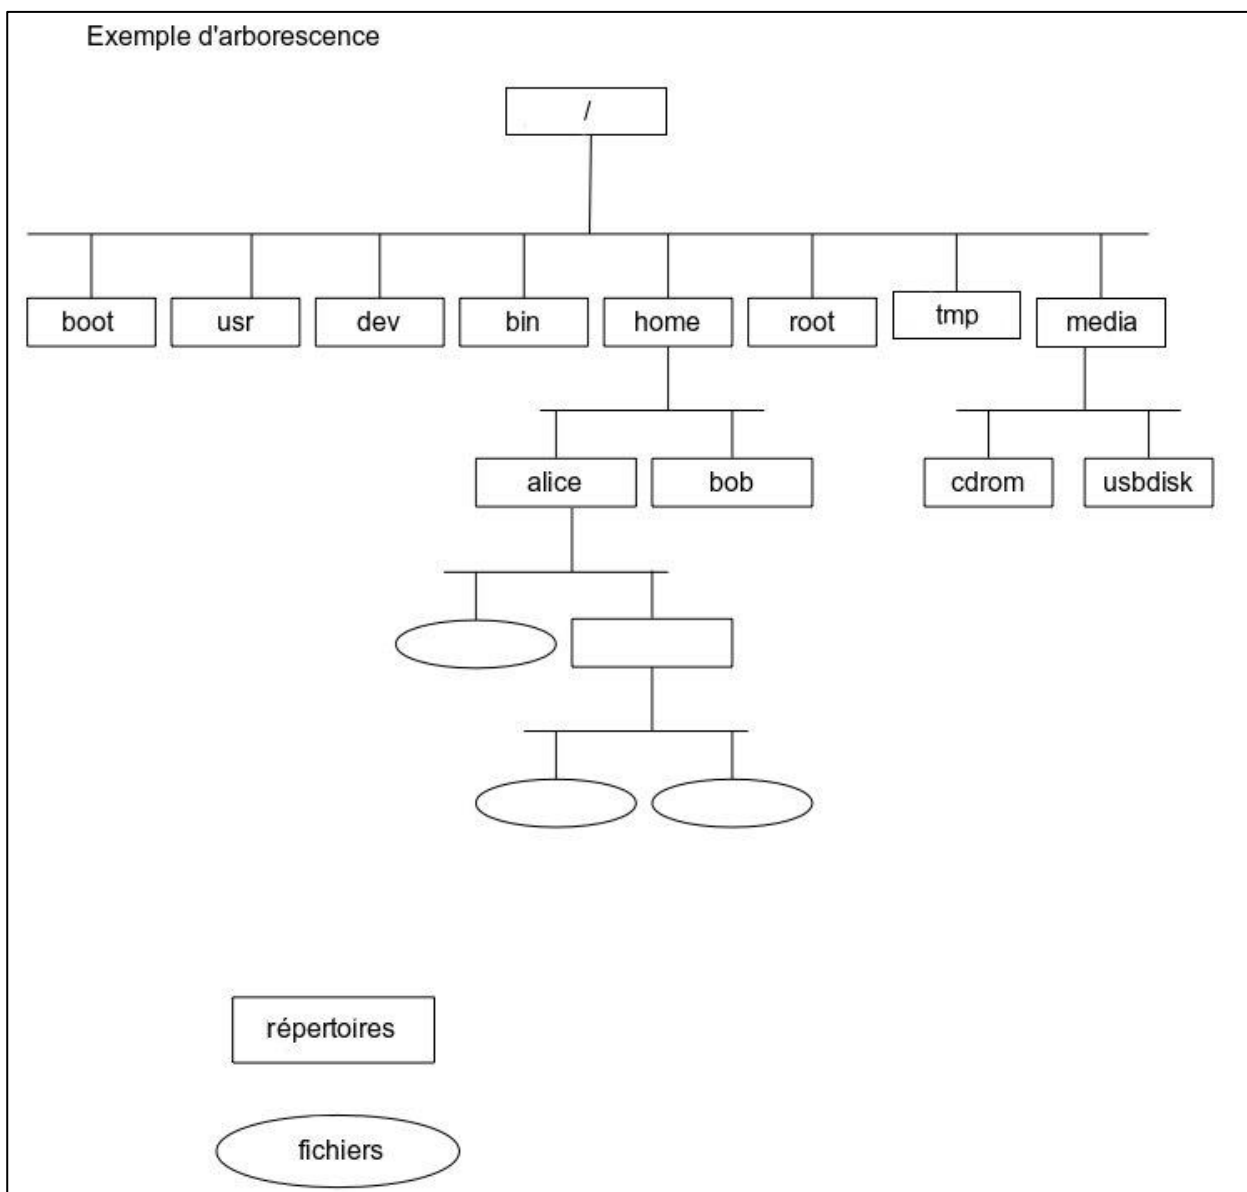 Exemple d'arborescence
/
boot usr dev bin home root tmp media
alice bob cdrom usbdisk
répertoires
fichiers